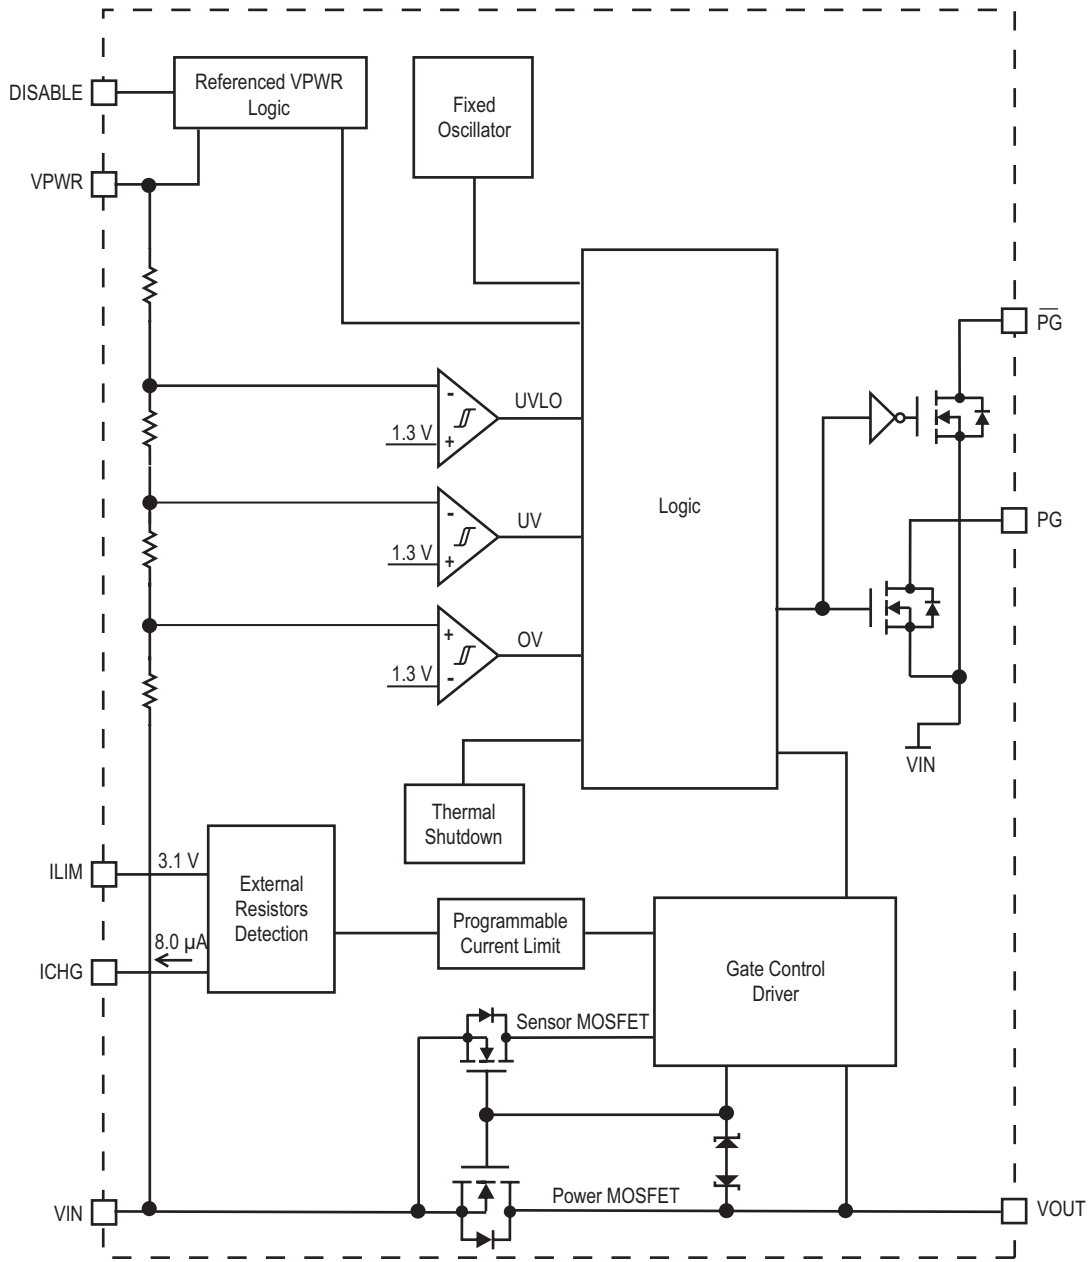 DISABLE
Referenced VPWR
Logic
Fixed
Oscillator
VPWR
P̅G̅
-
UVLO
1.3 V
+
-
UV
1.3 V
+
Logic
PG
+
OV
1.3 V
-
VIN
Thermal
Shutdown
ILIM
3.1 V
External
Resistors
Detection
8.0 µA
ICHG
Programmable
Current Limit
Gate Control
Driver
Sensor MOSFET
Power MOSFET
VIN
VOUT